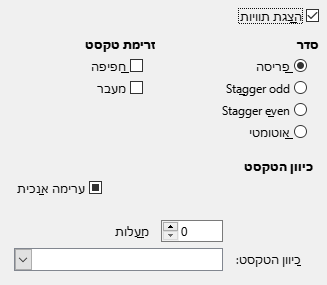 הצגת תוויות
סדר
פריסה
Stagger odd
Stagger even
אוטומטי
זרימת טקסט
חפיפה
מעבר
כיוון הטקסט
ערימה אנכית
0 מעלות
כיוון הטקסט: